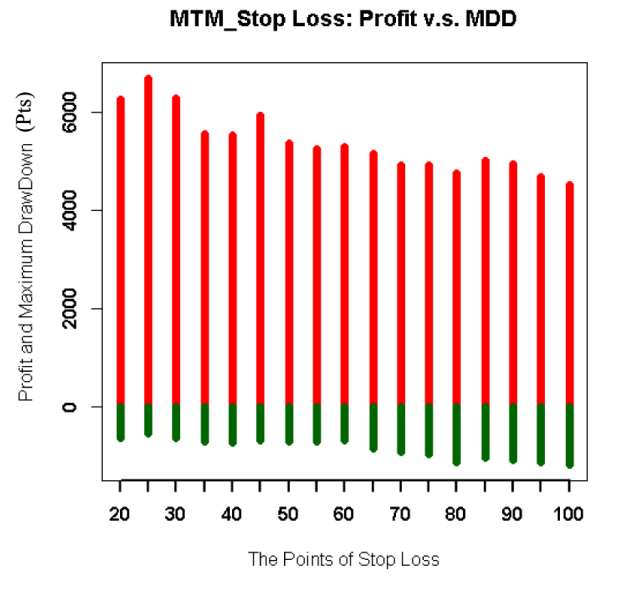 MTM_Stop Loss: Profit v.s. MDD
Profit and Maximum DrawDown (Pts)
6000
4000
2000
0
20 30 40 50 60 70 80 90 100
The Points of Stop Loss